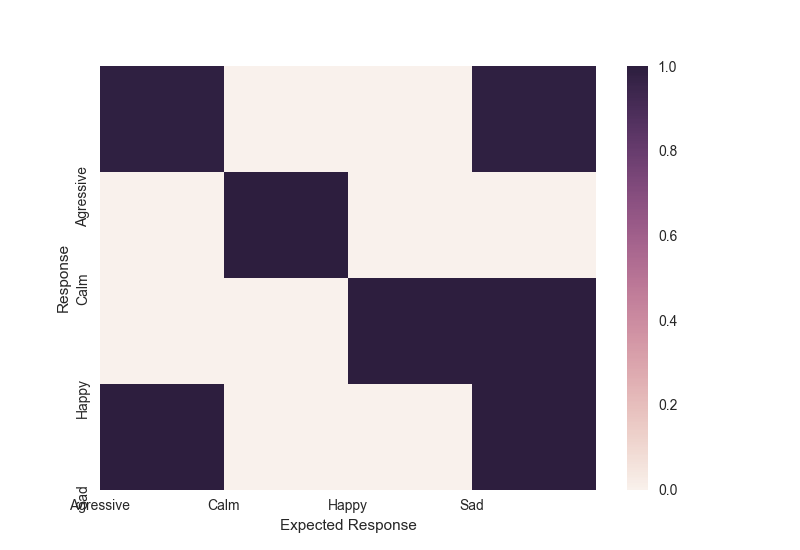 1.0
0.8
0.6
0.4
0.2
0.0
Response
Agressive
Calm
Happy
Sad
Agressive
Calm
Happy
Sad
Expected Response